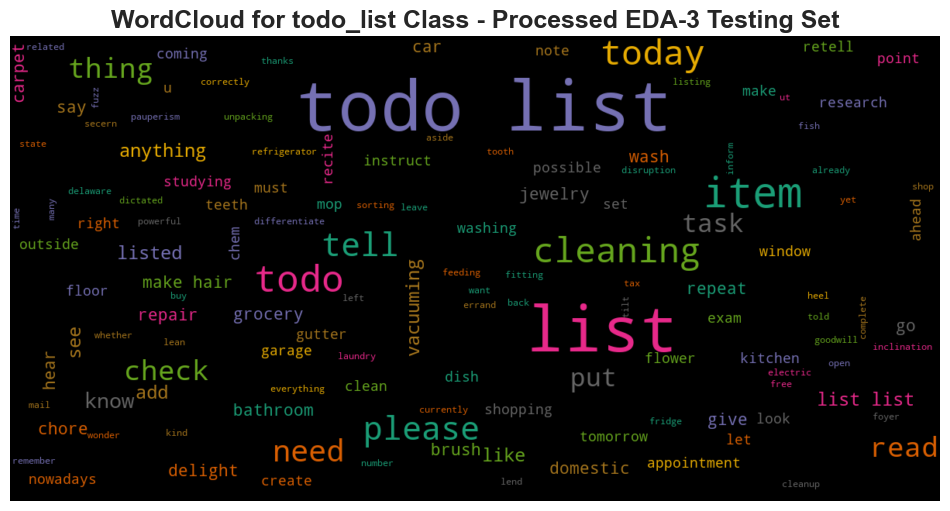 WordCloud for todo_list Class - Processed EDA-3 Testing Set
related
coming
car
note
today
retell
point
carpet
thing
thanks
correctly
fuzz
u
todo list
listing
make
ut
research
say
pauperism
unpacking
secern
fish
state
anything
refrigerator
recite
aside
tooth
instruct
wash
possible
disruption
inform
already
delaware
studying
must
jewelry
item
shop
time
many
dictated
teeth
mop
sorting
leave
set
yet
ahead
right
powerful
differentiate
washing
task
outside
listed
chem
tell
cleaning
window
floor
make hair
buy
todo
left
vacuuming
feeding
want
fitting
back
errand
tax
tilt
repeat
heel
told
complete
repair
grocery
list
exam
go
see
whether
lean
gutter
garage
laundry
goodwill
inclination
hear
check
flower
kitchen
open
electric
free
add
everything
clean
dish
put
know
mail
bathroom
currently
shopping
list list
chore
wonder
kind
please
fridge
give
look
foyer
let
tomorrow
need
brush
like
read
remember
nowadays
delight
create
number
lend
domestic
appointment
cleanup